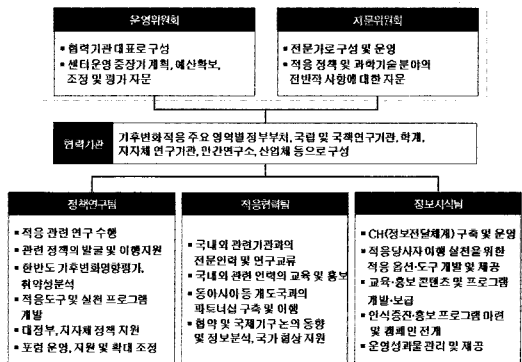 운영위원회
▪ 협력기관 대표로 구성
▪ 센터운영 중장기 계획, 예산확보,
조정 및 평가 자문
자문위원회
▪ 전문가로 구성 및 운영
▪ 적응 정책 및 과학기술 분야의
전반적 사항에 대한 자문
협력기관
기후변화적응 주요 영역별 정부부처, 국립 및 국책연구기관, 학계,
지자체 연구기관, 민간연구소, 산업체 등으로 구성
정책연구팀
▪ 적응 관련 연구 수행
▪ 관련 정책의 발굴 및 이행지원
▪ 한반도 기후변화영향평가,
취약성분석
▪ 적응도구 및 실천 프로그램
개발
▪ 대정부, 지자체 정책 지원
▪ 포럼 운영, 지원 및 확대 조정
적응협력팀
▪ 국내외 관련기관과의
전문인력 및 연구교류
▪ 국내외 관련 인력의 교육 및 홍보
▪ 동아시아 등 개도국과의
파트너십 구축 및 이행
▪ 협약 및 국제기구 논의 동향
및 정보분석, 국가 협상 지원
정보지식팀
▪ CH(정보전달체계) 구축 및 운영
▪ 적응당사자 이행 실천을 위한
적응 옵션·도구 개발 및 제공
▪ 교육·홍보 콘텐츠 및 프로그램
개발·보급
▪ 인식증진·홍보 프로그램 마련
및 캠페인 전개
▪ 운영성과물 관리 및 제공